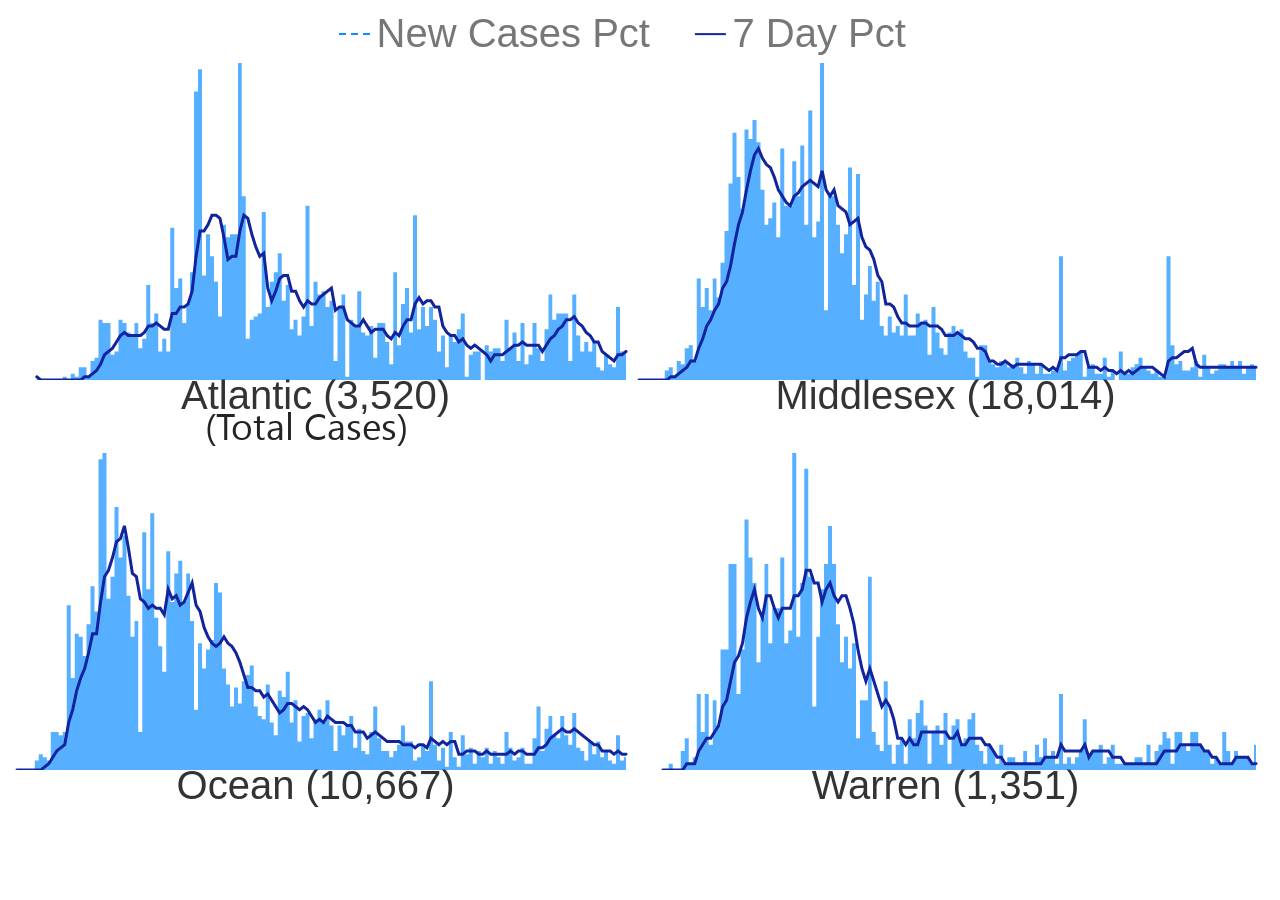 New Cases Pct 7 Day Pct
Atlantic (3,520) Middlesex (18,014)
(Total Cases)
Ocean (10,667) Warren (1,351)